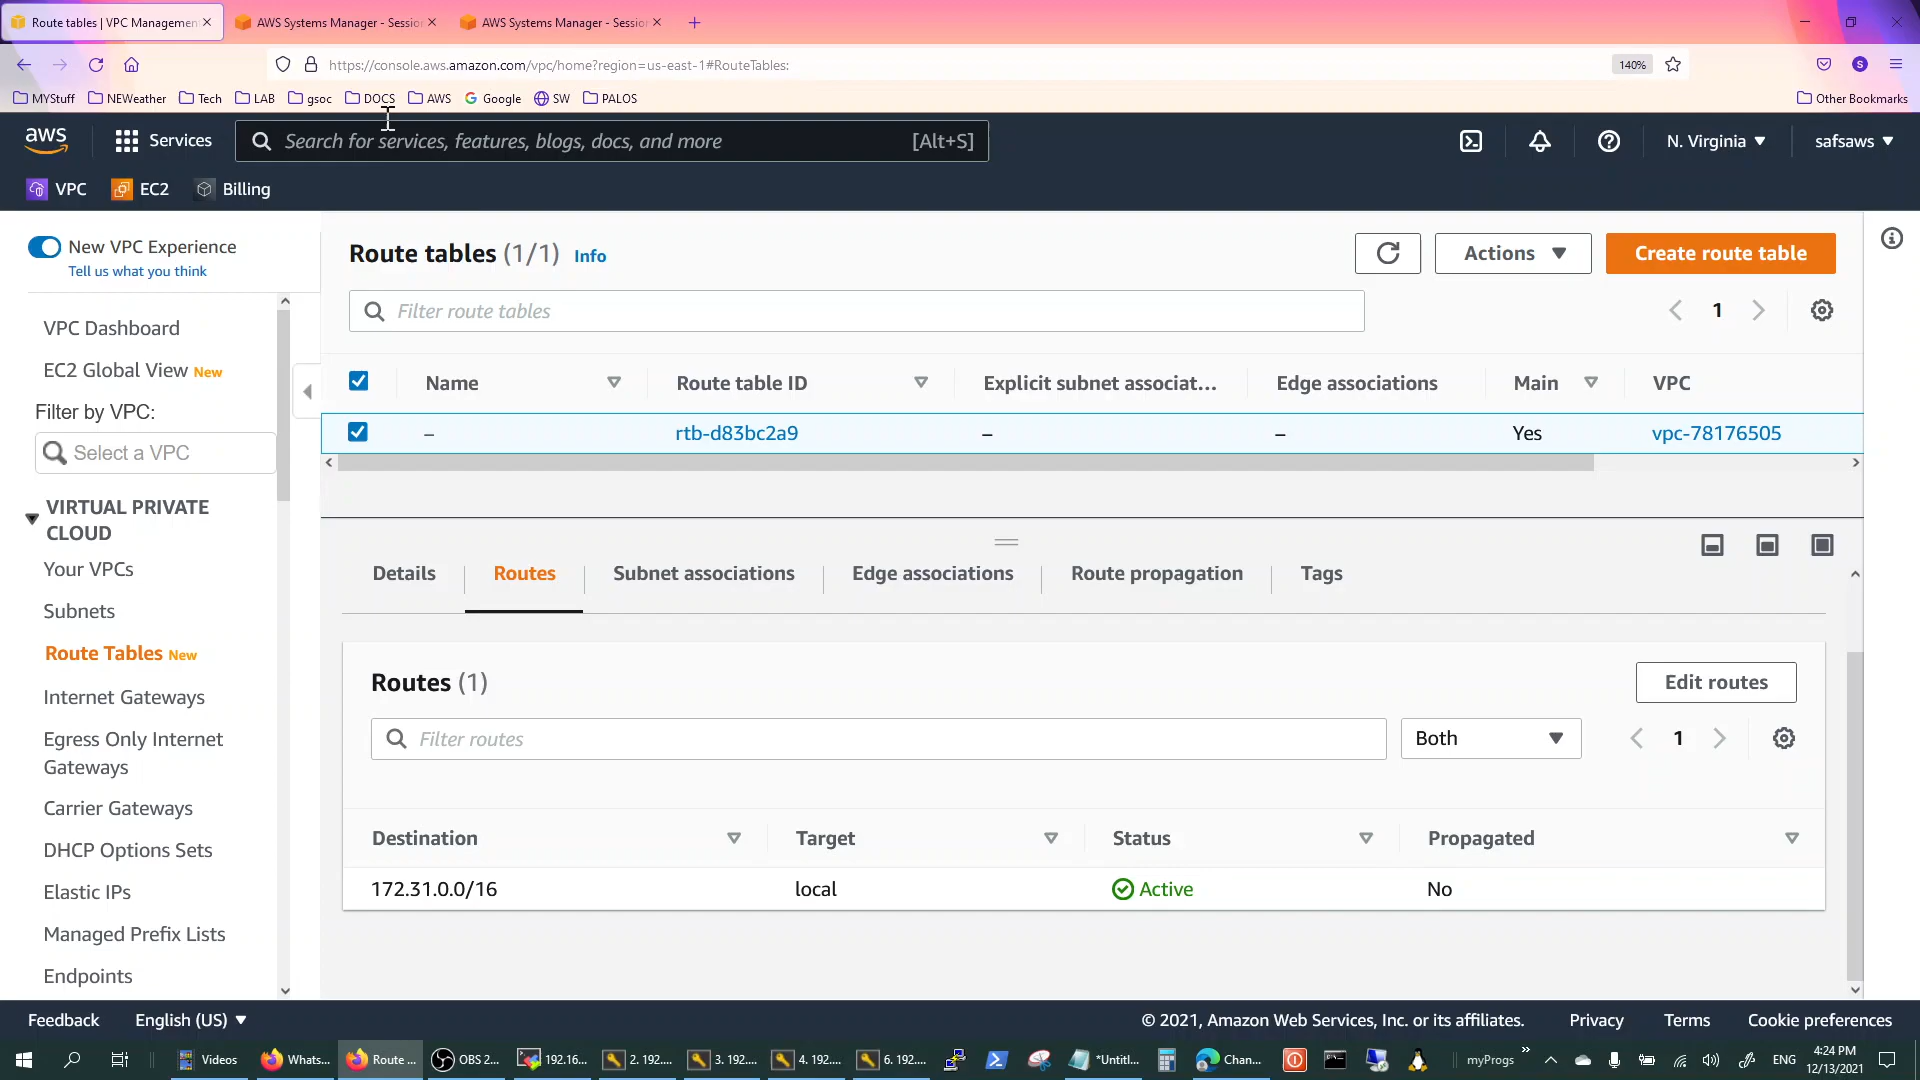 Route tables | VPC Management
AWS Systems Manager - Session
AWS Systems Manager - Session
https://console.aws.amazon.com/vpc/home?region=us-east-1#RouteTables:
140%
S
MYStuff
NEWeather
Tech
LAB
gsoc
DOCS
AWS
Google
SW
PALOS
Other Bookmarks
aws
Services
Search for services, features, blogs, docs, and more
[Alt+S]
N. Virginia
safsaws
VPC
EC2
Billing
New VPC Experience
Tell us what you think
VPC Dashboard
EC2 Global View New
Filter by VPC:
Select a VPC
VIRTUAL PRIVATE
CLOUD
Your VPCs
Subnets
Route Tables New
Internet Gateways
Egress Only Internet
Gateways
Carrier Gateways
DHCP Options Sets
Elastic IPs
Managed Prefix Lists
Endpoints
Route tables (1/1) Info
Actions
Create route table
Filter route tables
1
Name
Route table ID
Explicit subnet associat...
Edge associations
Main
VPC
–
rtb-d83bc2a9
–
–
Yes
vpc-78176505
Details
Routes
Subnet associations
Edge associations
Route propagation
Tags
Routes (1)
Edit routes
Filter routes
Both
1
Destination
Target
Status
Propagated
172.31.0.0/16
local
Active
No
Feedback
English (US)
© 2021, Amazon Web Services, Inc. or its affiliates.
Privacy
Terms
Cookie preferences
Videos
Whats...
Route ...
OBS 2...
192.16...
2. 192....
3. 192....
4. 192....
6. 192....
*Untitl...
Chan...
myProgs
ENG
4:24 PM
12/13/2021